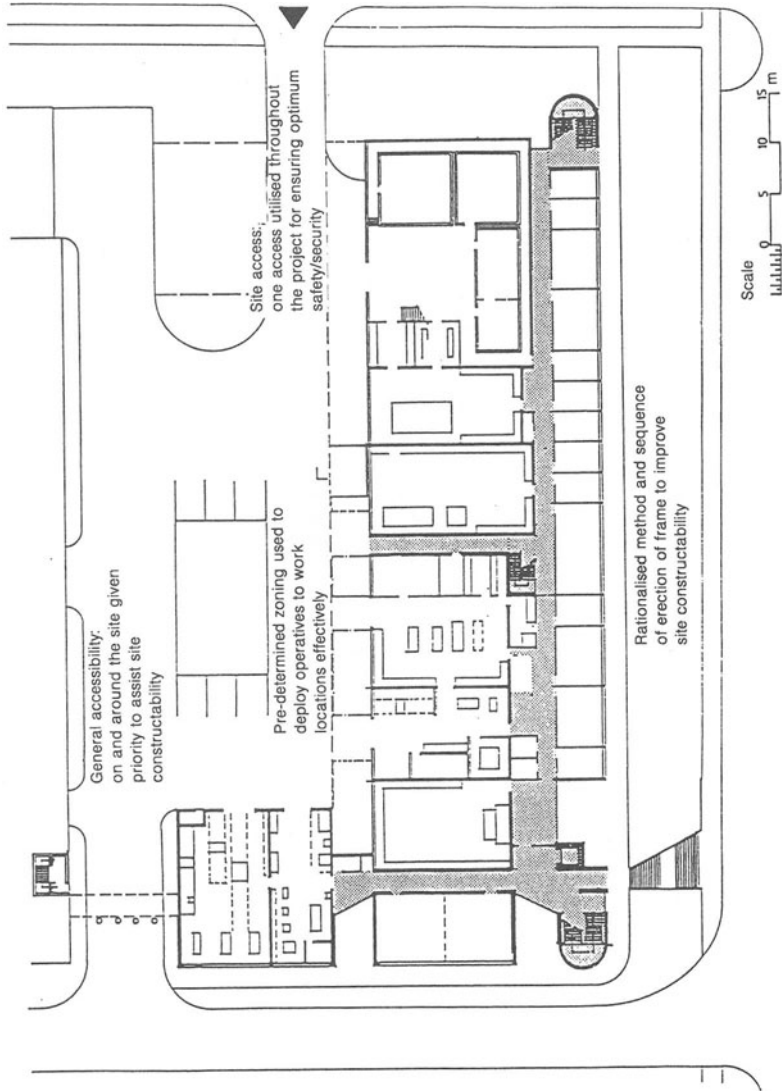 General accessibility:
on and around the site given
priority to assist site
constructability
Site access:
one access utilised throughout
the project for ensuring optimum
safety/security
Pre-determined zoning used to
deploy operatives to work
locations effectively
Rationalised method and sequence
of erection of frame to improve
site constructability
Scale
0 5 10 15 m